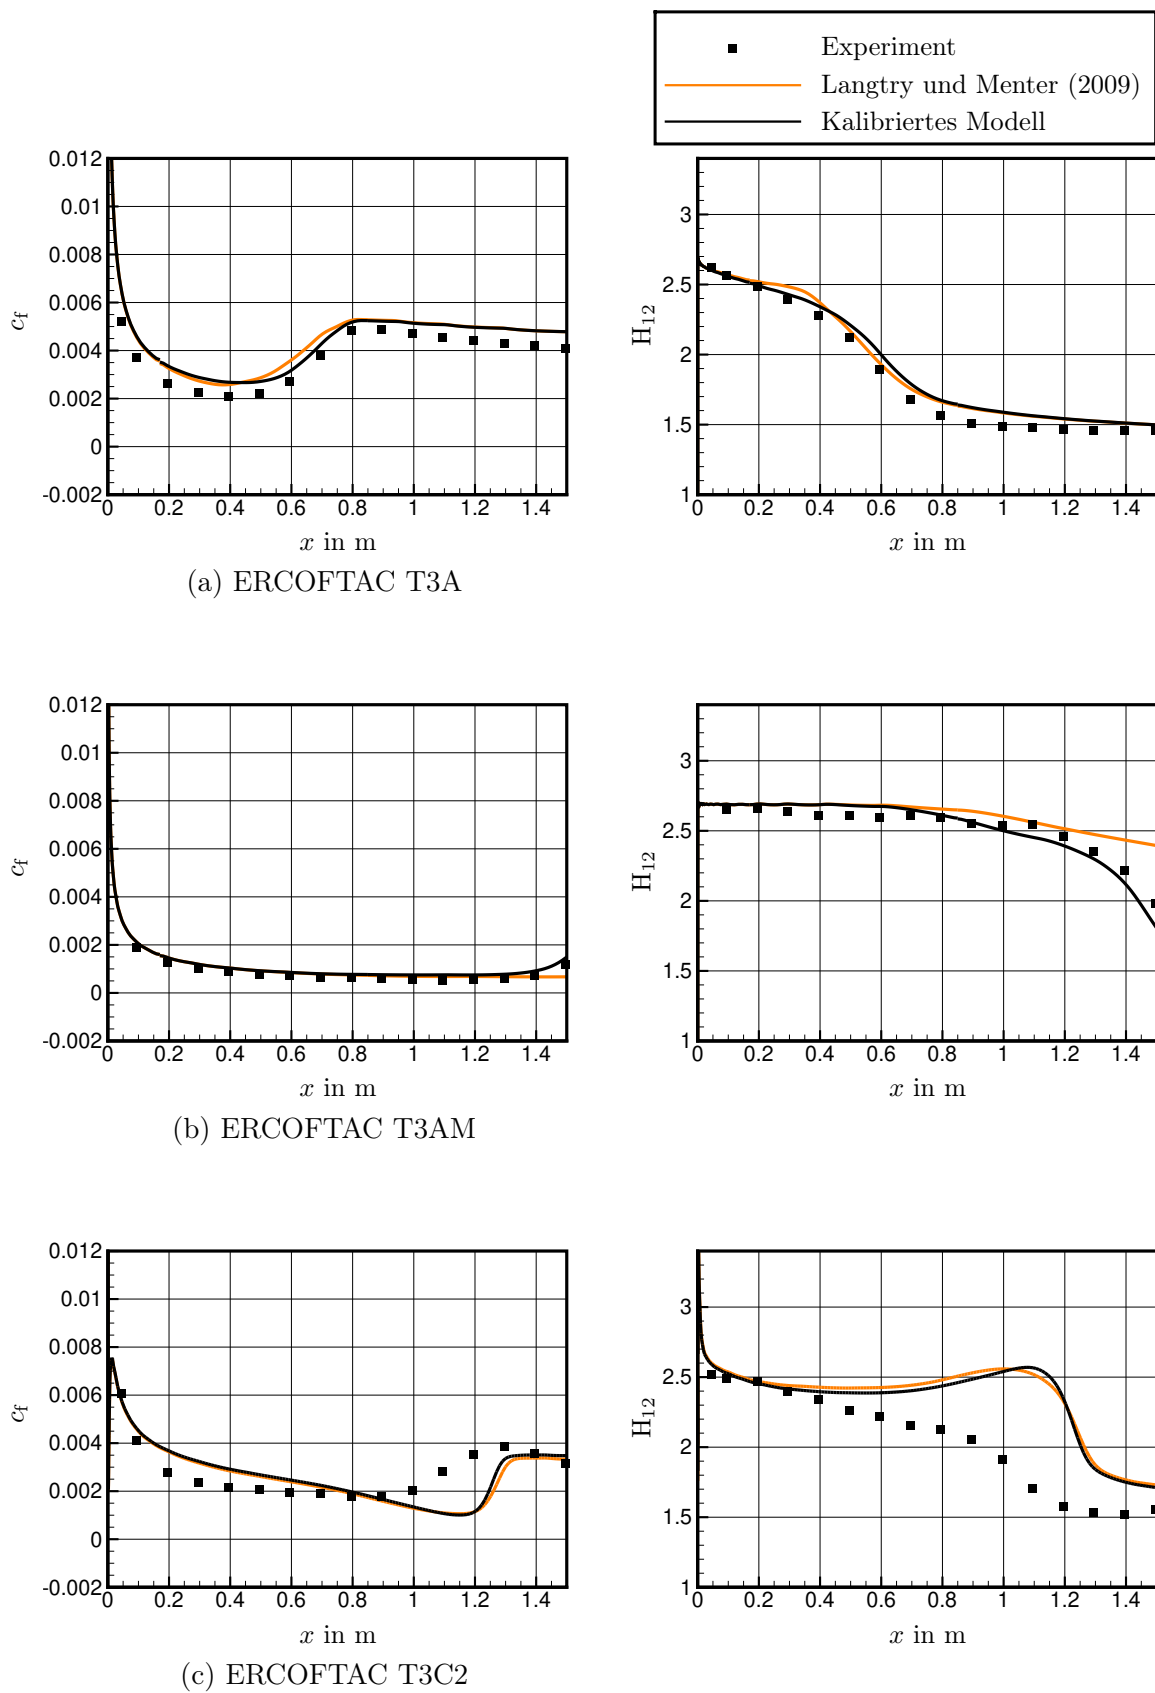 Experiment
Langtry und Menter (2009)
Kalibriertes Modell
0.012
0.01
0.008
0.006
0.004
0.002
0
-0.002
c_f
0 0.2 0.4 0.6 0.8 1 1.2 1.4
x in m
3
2.5
2
1.5
1
H_12
0 0.2 0.4 0.6 0.8 1 1.2 1.4
x in m
(a) ERCOFTAC T3A
0.012
0.01
0.008
0.006
0.004
0.002
0
-0.002
c_f
0 0.2 0.4 0.6 0.8 1 1.2 1.4
x in m
3
2.5
2
1.5
1
H_12
0 0.2 0.4 0.6 0.8 1 1.2 1.4
x in m
(b) ERCOFTAC T3AM
0.012
0.01
0.008
0.006
0.004
0.002
0
-0.002
c_f
0 0.2 0.4 0.6 0.8 1 1.2 1.4
x in m
3
2.5
2
1.5
1
H_12
0 0.2 0.4 0.6 0.8 1 1.2 1.4
x in m
(c) ERCOFTAC T3C2